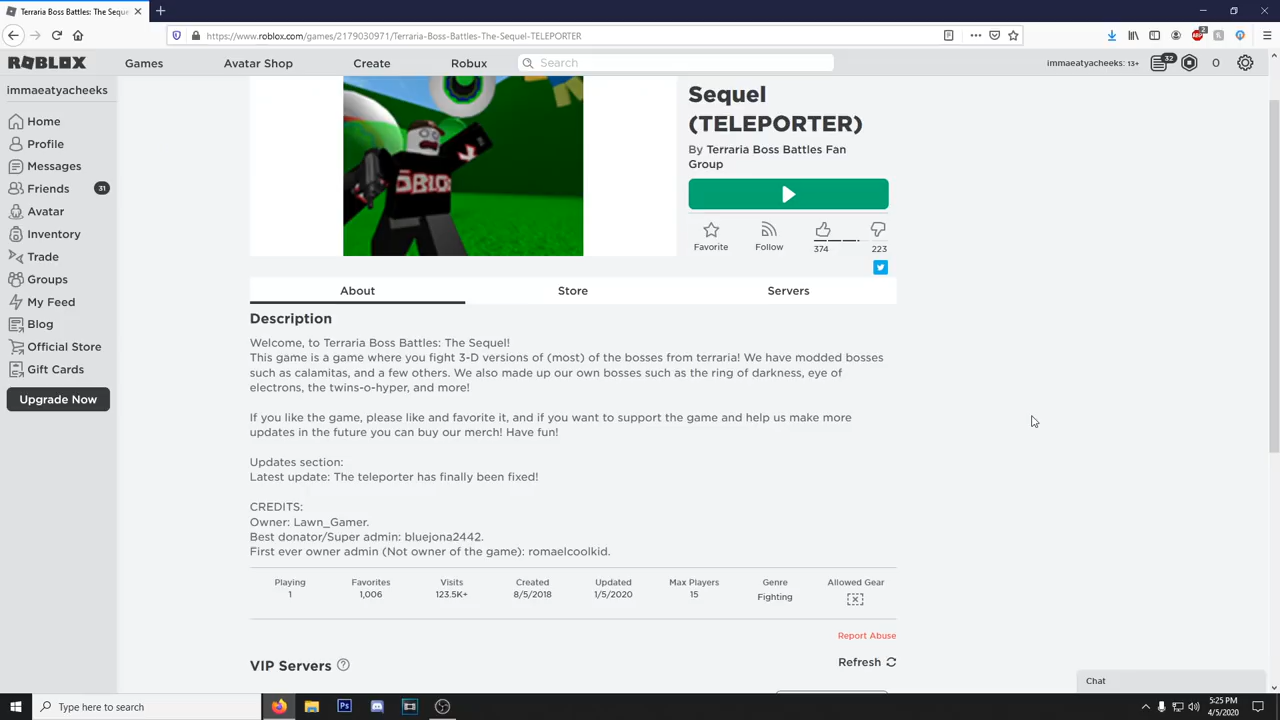 Terraria Boss Battles: The Seque
https://www.roblox.com/games/2179030971/Terraria-Boss-Battles-The-Sequel-TELEPORTER
ROBLOX
Games
Avatar Shop
Create
Robux
Search
immaeatyacheeks: 13+
32
0
immaeatyacheeks
Home
Profile
Messages
Friends
31
Avatar
Inventory
Trade
Groups
My Feed
Blog
Official Store
Gift Cards
Upgrade Now
Sequel
(TELEPORTER)
By Terraria Boss Battles Fan
Group
Favorite
Follow
374
223
About
Store
Servers
Description
Welcome, to Terraria Boss Battles: The Sequel!
This game is a game where you fight 3-D versions of (most) of the bosses from terraria! We have modded bosses
such as calamitas, and a few others. We also made up our own bosses such as the ring of darkness, eye of
electrons, the twins-o-hyper, and more!
If you like the game, please like and favorite it, and if you want to support the game and help us make more
updates in the future you can buy our merch! Have fun!
Updates section:
Latest update: The teleporter has finally been fixed!
CREDITS:
Owner: Lawn_Gamer.
Best donator/Super admin: bluejona2442.
First ever owner admin (Not owner of the game): romaelcoolkid.
Playing
Favorites
Visits
Created
Updated
Max Players
Genre
Allowed Gear
1
1,006
123.5K+
8/5/2018
1/5/2020
15
Fighting
Report Abuse
VIP Servers
Refresh
Chat
Type here to search
5:25 PM
4/5/2020